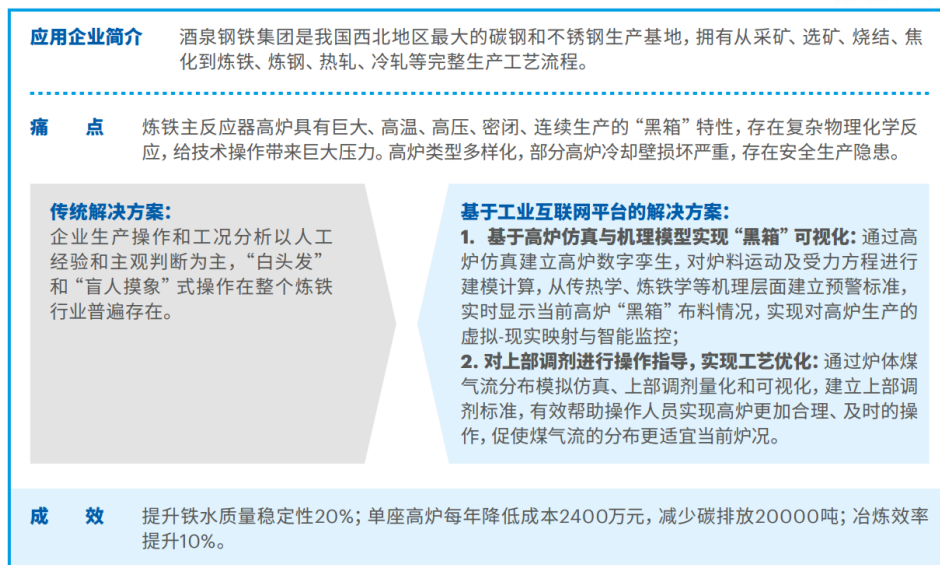 应用企业简介 酒泉钢铁集团是我国西北地区最大的碳钢和不锈钢生产基地，拥有从采矿、选矿、烧结、焦
化到炼铁、炼钢、热轧、冷轧等完整生产工艺流程。
痛 点 炼铁主反应器高炉具有巨大、高温、高压、密闭、连续生产的“黑箱”特性，存在复杂物理化学反
应，给技术操作带来巨大压力。高炉类型多样化，部分高炉冷却壁损坏严重，存在安全生产隐患。
传统解决方案：
企业生产操作和工况分析以人工
经验和主观判断为主，“白头发”
和“盲人摸象”式操作在整个炼铁
行业普遍存在。
基于工业互联网平台的解决方案：
1. 基于高炉仿真与机理模型实现“黑箱”可视化：通过高
炉仿真建立高炉数字孪生，对炉料运动及受力方程进行
建模计算，从传热学、炼铁学等机理层面建立预警标准，
实时显示当前高炉“黑箱”布料情况，实现对高炉生产的
虚拟-现实映射与智能监控；
2. 对上部调剂进行操作指导，实现工艺优化：通过炉体煤
气流分布模拟仿真、上部调剂量化和可视化，建立上部调
剂标准，有效帮助操作人员实现高炉更加合理、及时的操
作，促使煤气流的分布更适宜当前炉况。
成 效 提升铁水质量稳定性20%；单座高炉每年降低成本2400万元，减少碳排放20000吨；冶炼效率
提升10%。